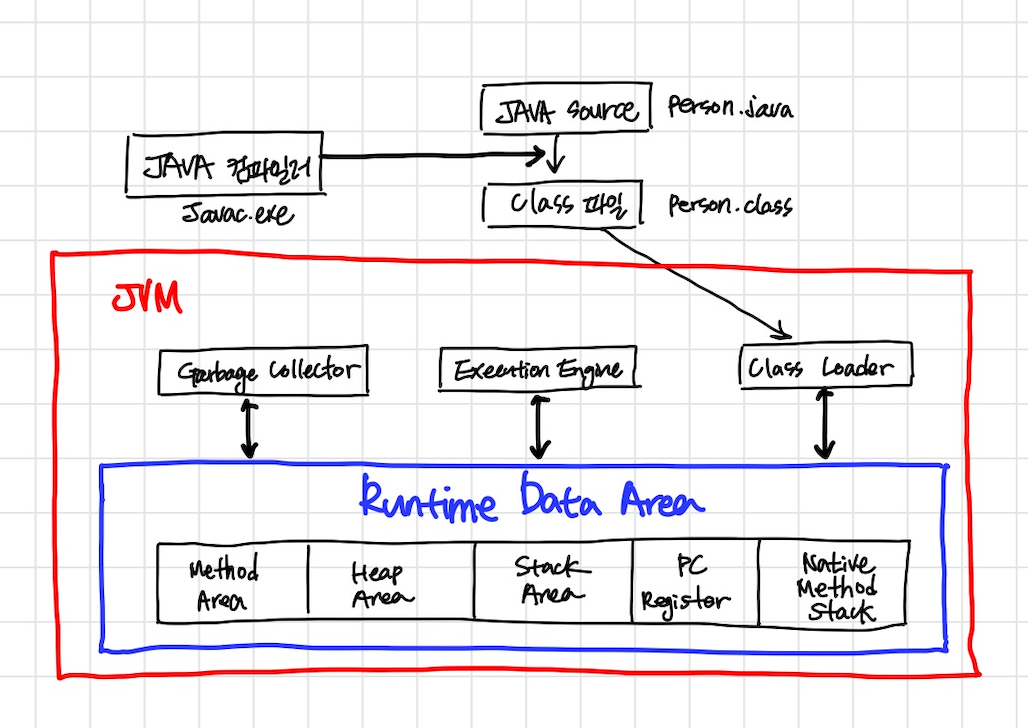 JAVA Source
Person.java
JAVA 컴파일러
Javac.exe
Class 파일
Person.class
JVM
Garbage Collector
Execution Engine
Class Loader
Runtime Data Area
Method
Area
Heap
Area
Stack
Area
PC
Register
Native
Method
Stack